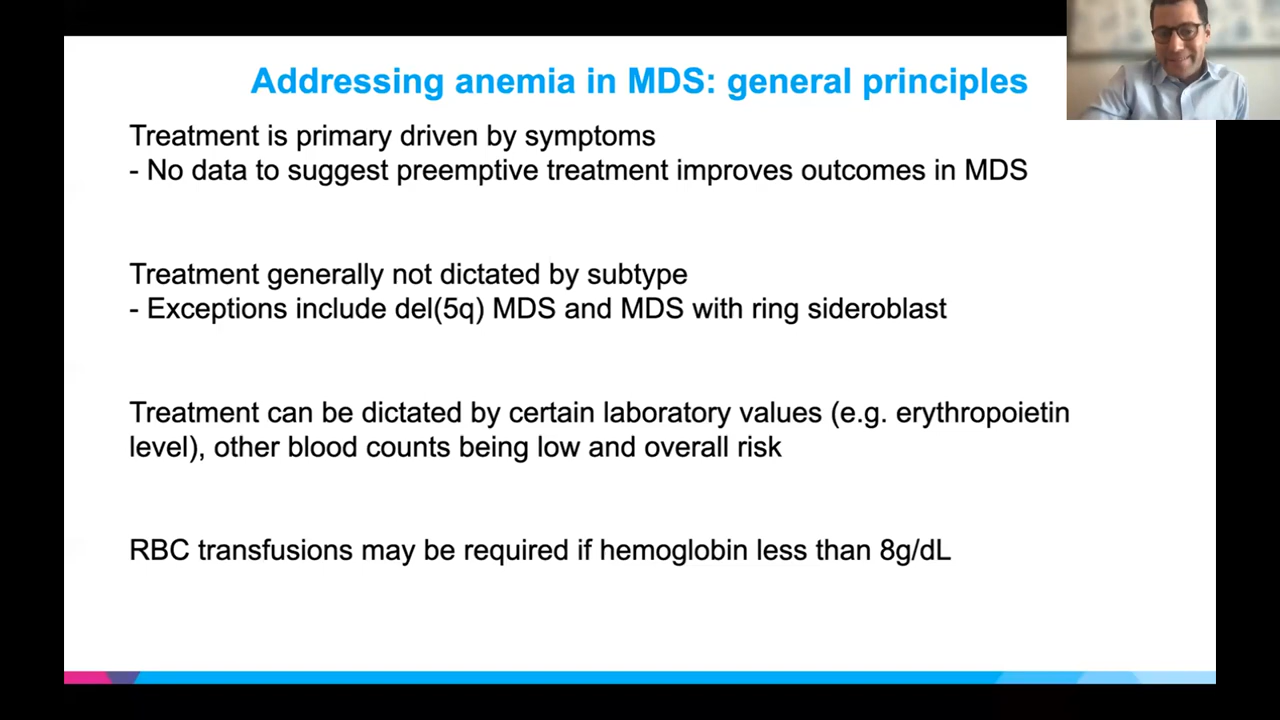 Addressing anemia in MDS: general principles
Treatment is primary driven by symptoms
- No data to suggest preemptive treatment improves outcomes in MDS
Treatment generally not dictated by subtype
- Exceptions include del(5q) MDS and MDS with ring sideroblast
Treatment can be dictated by certain laboratory values (e.g. erythropoietin
level), other blood counts being low and overall risk
RBC transfusions may be required if hemoglobin less than 8g/dL